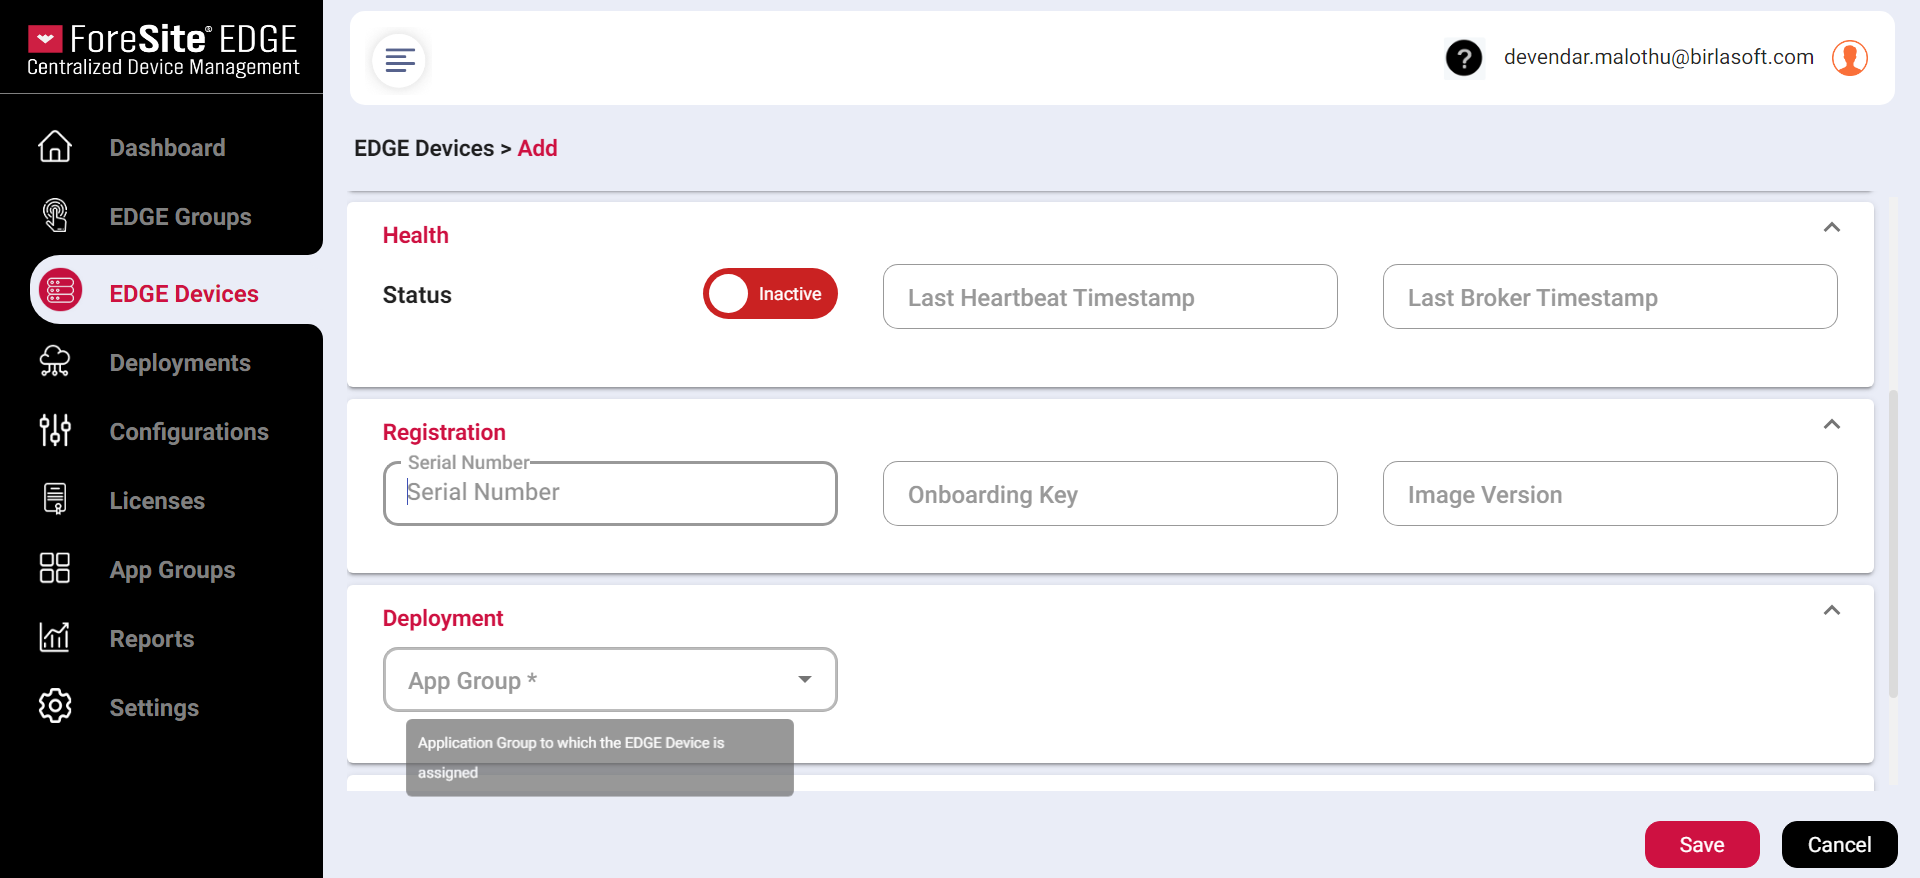 ForeSite® EDGE
Centralized Device Management
Dashboard
EDGE Groups
EDGE Devices
Deployments
Configurations
Licenses
App Groups
Reports
Settings
?
devendar.malothu@birlasoft.com
EDGE Devices > Add
Health
Status
Inactive
Last Heartbeat Timestamp
Last Broker Timestamp
Registration
Serial Number
Serial Number
Onboarding Key
Image Version
Deployment
App Group *
Application Group to which the EDGE Device is
assigned
Save
Cancel